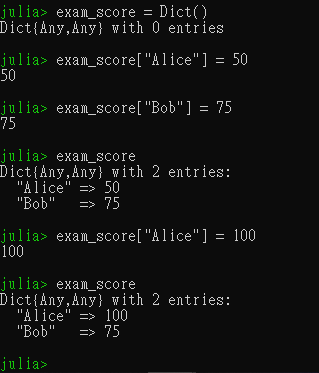 julia> exam_score = Dict()
Dict{Any,Any} with 0 entries
julia> exam_score["Alice"] = 50
50
julia> exam_score["Bob"] = 75
75
julia> exam_score
Dict{Any,Any} with 2 entries:
  "Alice" => 50
  "Bob"   => 75
julia> exam_score["Alice"] = 100
100
julia> exam_score
Dict{Any,Any} with 2 entries:
  "Alice" => 100
  "Bob"   => 75
julia>